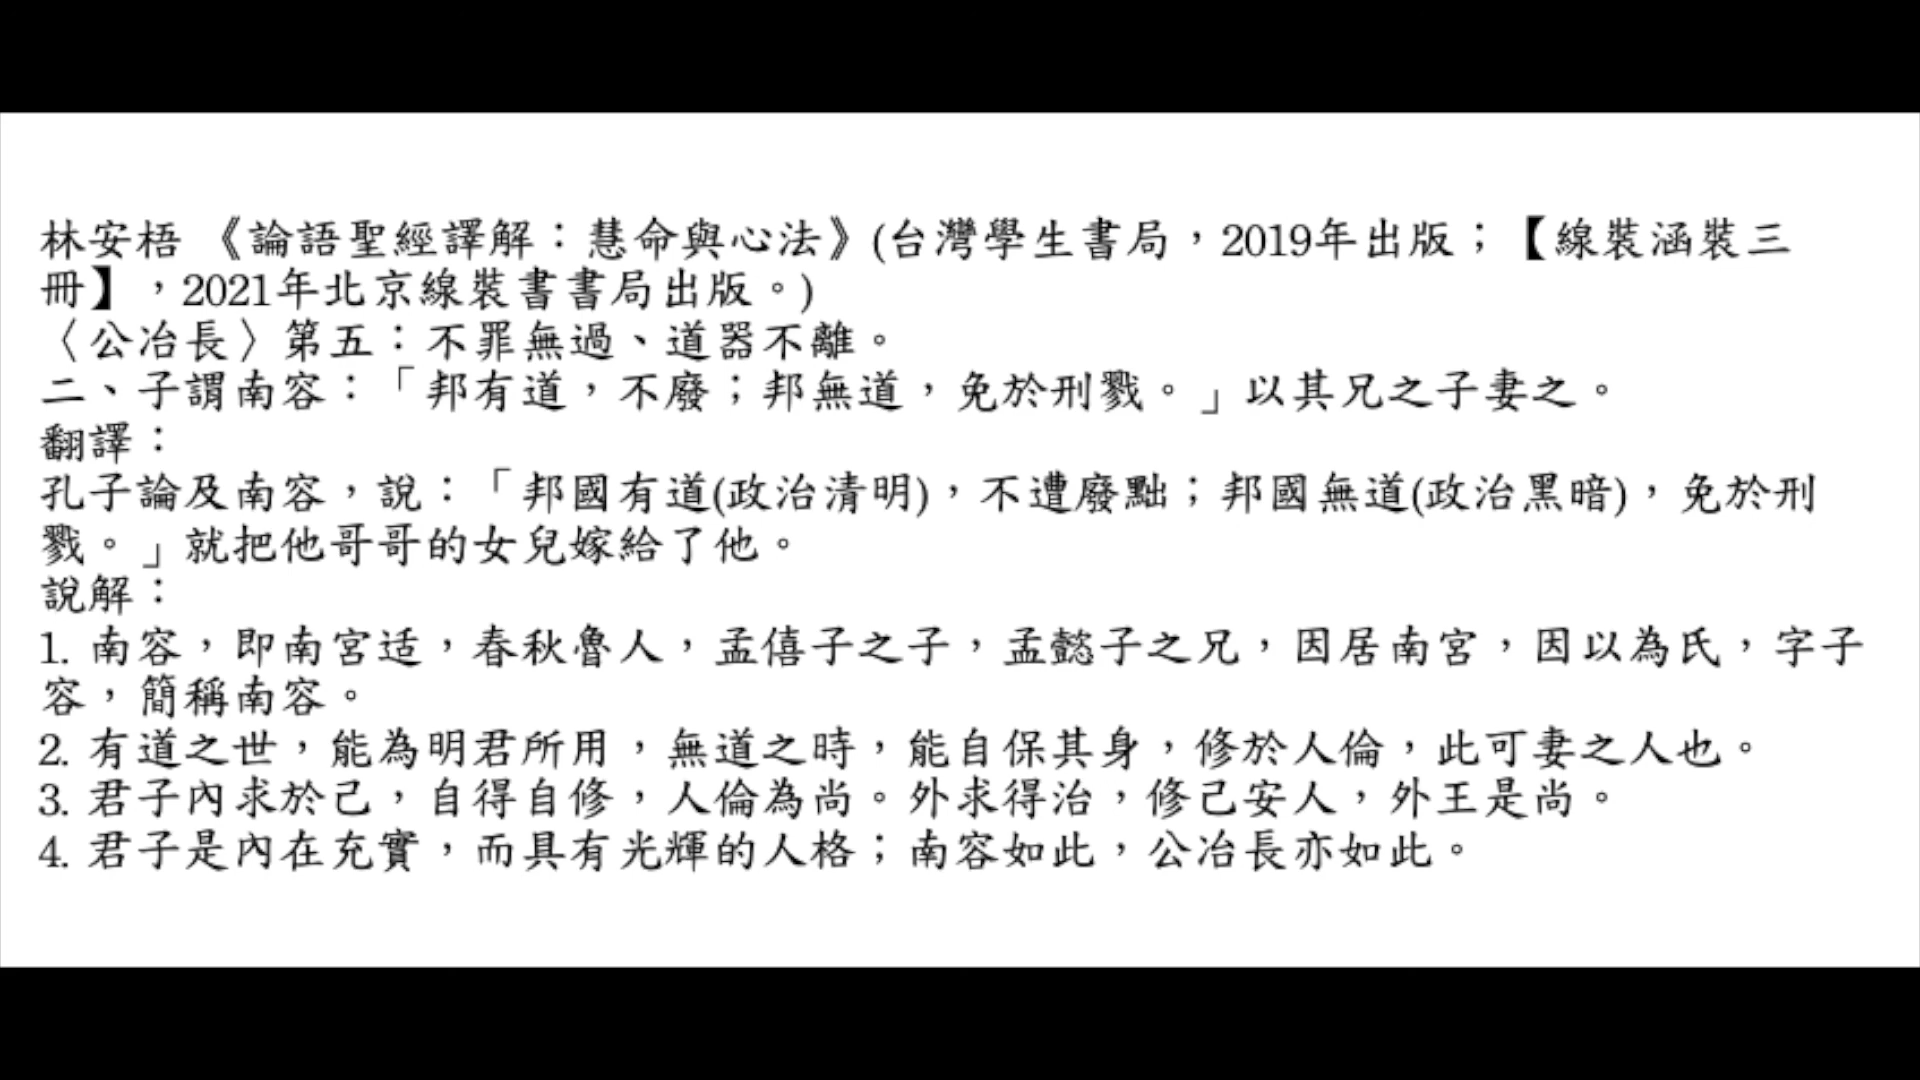 林安梧 《論語聖經譯解：慧命與心法》(台灣學生書局，2019年出版；【線裝涵裝三
冊】，2021年北京線裝書書局出版。)
〈公冶長〉第五：不罪無過、道器不離。
二、子謂南容：「邦有道，不廢；邦無道，免於刑戮。」以其兄之子妻之。
翻譯：
孔子論及南容，說：「邦國有道(政治清明)，不遭廢黜；邦國無道(政治黑暗)，免於刑
戮。」就把他哥哥的女兒嫁給了他。
說解：
1. 南容，即南宮适，春秋魯人，孟僖子之子，孟懿子之兄，因居南宮，因以為氏，字子
容，簡稱南容。
2. 有道之世，能為明君所用，無道之時，能自保其身，修於人倫，此可妻之人也。
3. 君子內求於己，自得自修，人倫為尚。外求得治，修己安人，外王是尚。
4. 君子是內在充實，而具有光輝的人格；南容如此，公冶長亦如此。